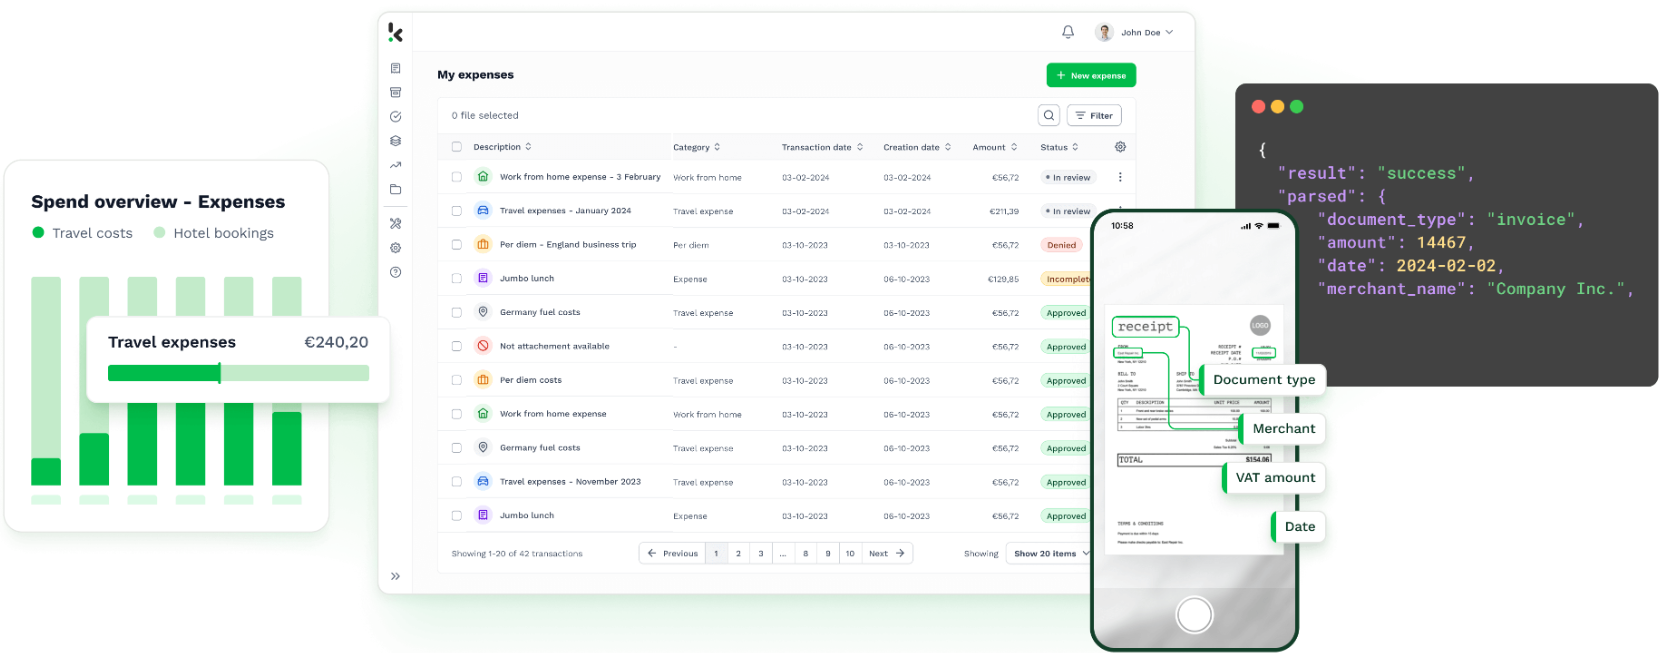 Spend overview - Expenses
Travel costs
Hotel bookings
Travel expenses €240,20
John Doe
My expenses
+ New expense
0 file selected
Filter
Description Category Transaction date Creation date Amount Status
Work from home expense - 3 February Work from home 03-02-2024 03-02-2024 €56,72 In review
Travel expenses - January 2024 Travel expense 03-02-2024 03-02-2024 €211,39 In review
Per diem - England business trip Per diem 03-10-2023 03-10-2023 €56,72 Denied
Jumbo lunch Expense 03-10-2023 06-10-2023 €129,85 Incomplete
Germany fuel costs Travel expense 03-10-2023 06-10-2023 €56,72 Approved
Not attachement available - 03-10-2023 06-10-2023 €56,72 Approved
Per diem costs Travel expense 03-10-2023 06-10-2023 €56,72 Approved
Work from home expense Work from home 03-10-2023 06-10-2023 €56,72 Approved
Germany fuel costs Travel expense 03-10-2023 06-10-2023 €56,72 Approved
Travel expenses - November 2023 Travel expense 03-10-2023 06-10-2023 €56,72 Approved
Jumbo lunch Expense 03-10-2023 06-10-2023 €56,72 Approved
Showing 1-20 of 42 transactions
Previous 1 2 3 ... 8 9 10 Next
Showing Show 20 items
10:58
receipt
LOGO
RECEIPT #
RECEIPT DATE
P.O.#
BILL TO
SHIP TO
QTY DESCRIPTION UNIT PRICE AMOUNT
TOTAL $154.06
TERMS & CONDITIONS
Document type
Merchant
VAT amount
Date
{
"result": "success",
"parsed": {
"document_type": "invoice",
"amount": 14467,
"date": 2024-02-02,
"merchant_name": "Company Inc.",